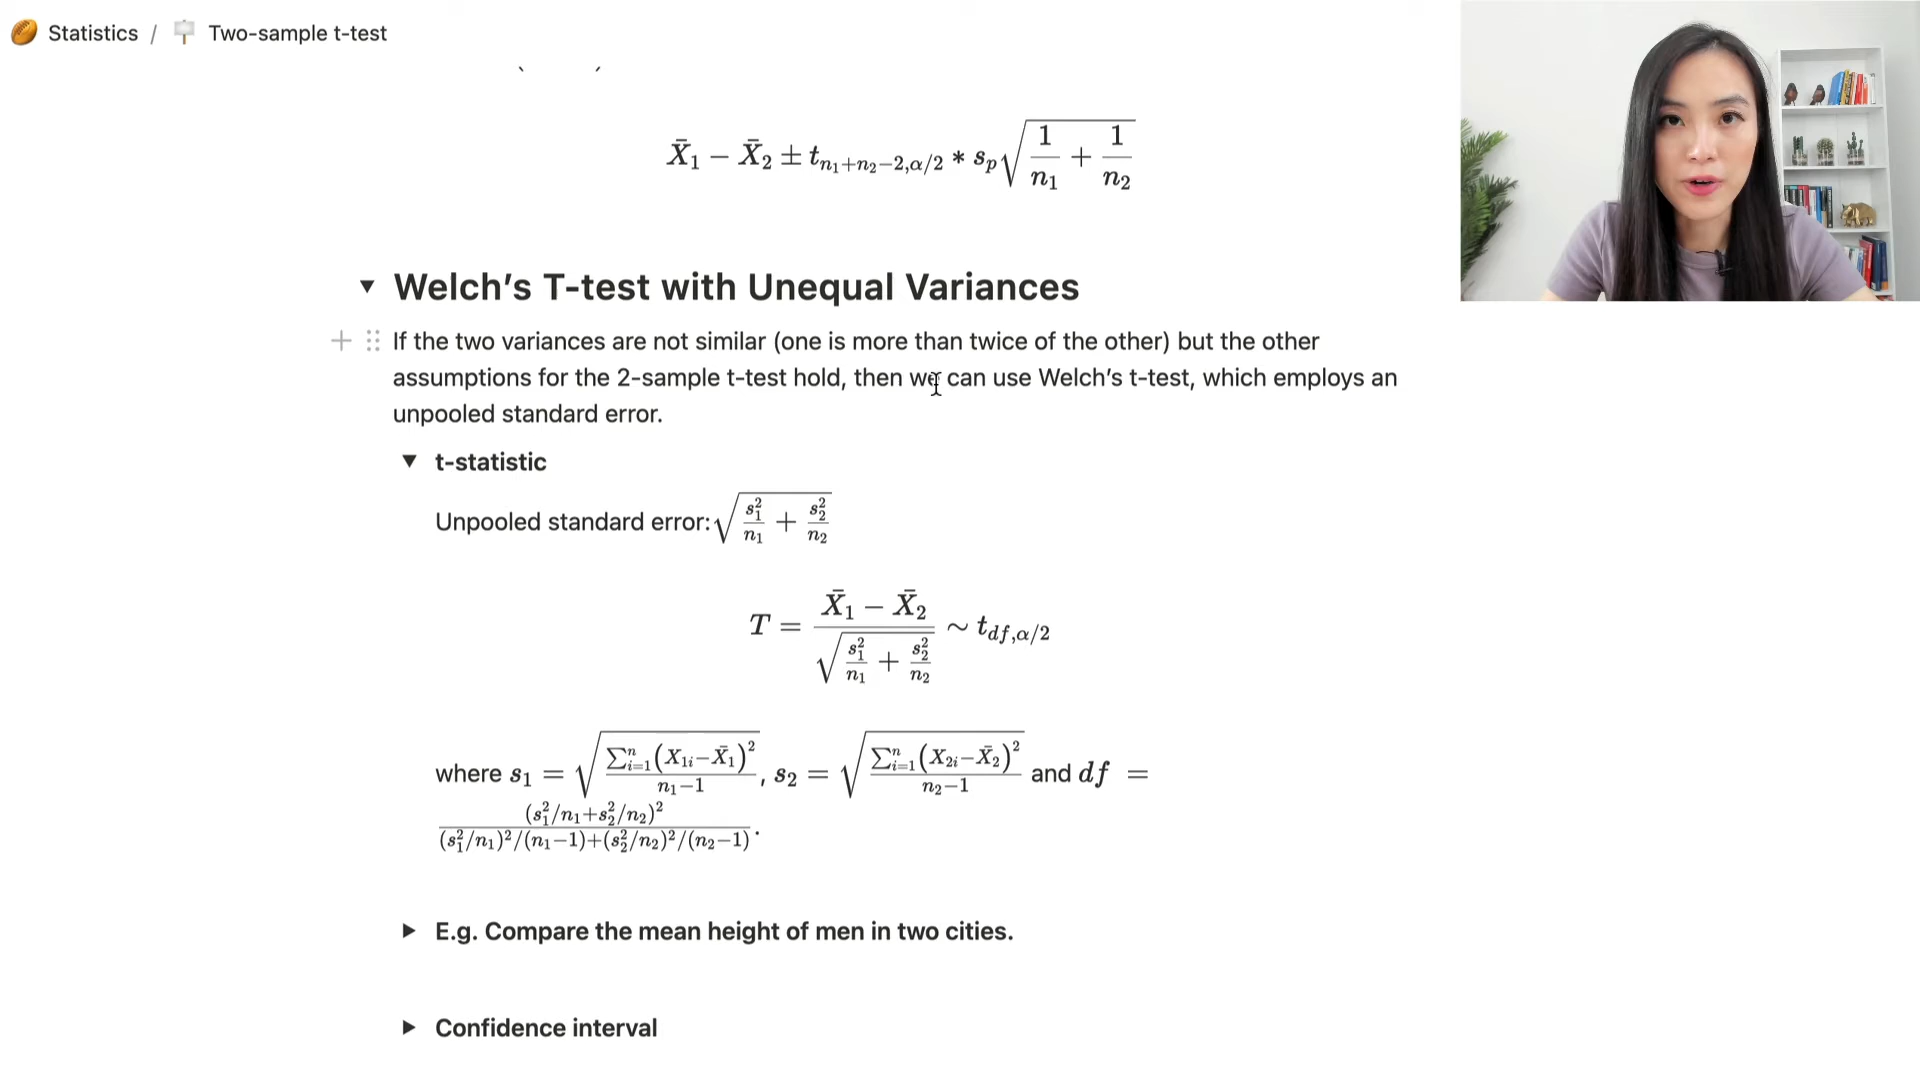 Statistics / Two-sample t-test
X̄₁ − X̄₂ ± t_{n₁+n₂−2,α/2} * s_p √(1/n₁ + 1/n₂)
Welch’s T-test with Unequal Variances
If the two variances are not similar (one is more than twice of the other) but the other
assumptions for the 2-sample t-test hold, then we can use Welch’s t-test, which employs an
unpooled standard error.
t-statistic
Unpooled standard error: √(s₁²/n₁ + s₂²/n₂)
T = (X̄₁ − X̄₂) / √(s₁²/n₁ + s₂²/n₂) ∼ t_{df,α/2}
where s₁ = √(∑ⁿᵢ₌₁(X₁ᵢ−X̄₁)² / (n₁−1)), s₂ = √(∑ⁿᵢ₌₁(X₂ᵢ−X̄₂)² / (n₂−1)) and df =
(s₁²/n₁+s₂²/n₂)² / ((s₁²/n₁)²/(n₁−1)+(s₂²/n₂)²/(n₂−1)).
E.g. Compare the mean height of men in two cities.
Confidence interval